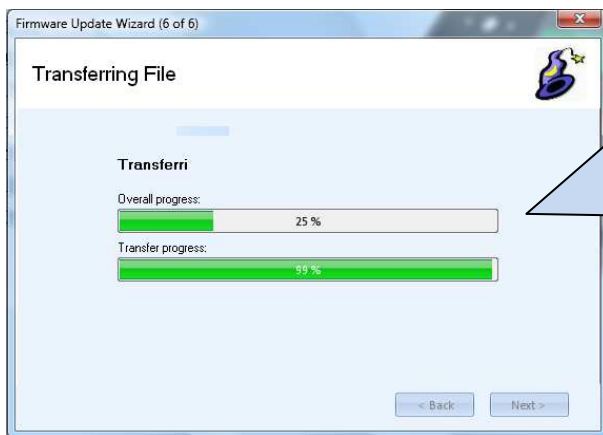 Firmware Update Wizard (6 of 6)
Transferring File
Transferri
Overall progress:
25 %
Transfer progress:
99 %
< Back Next >